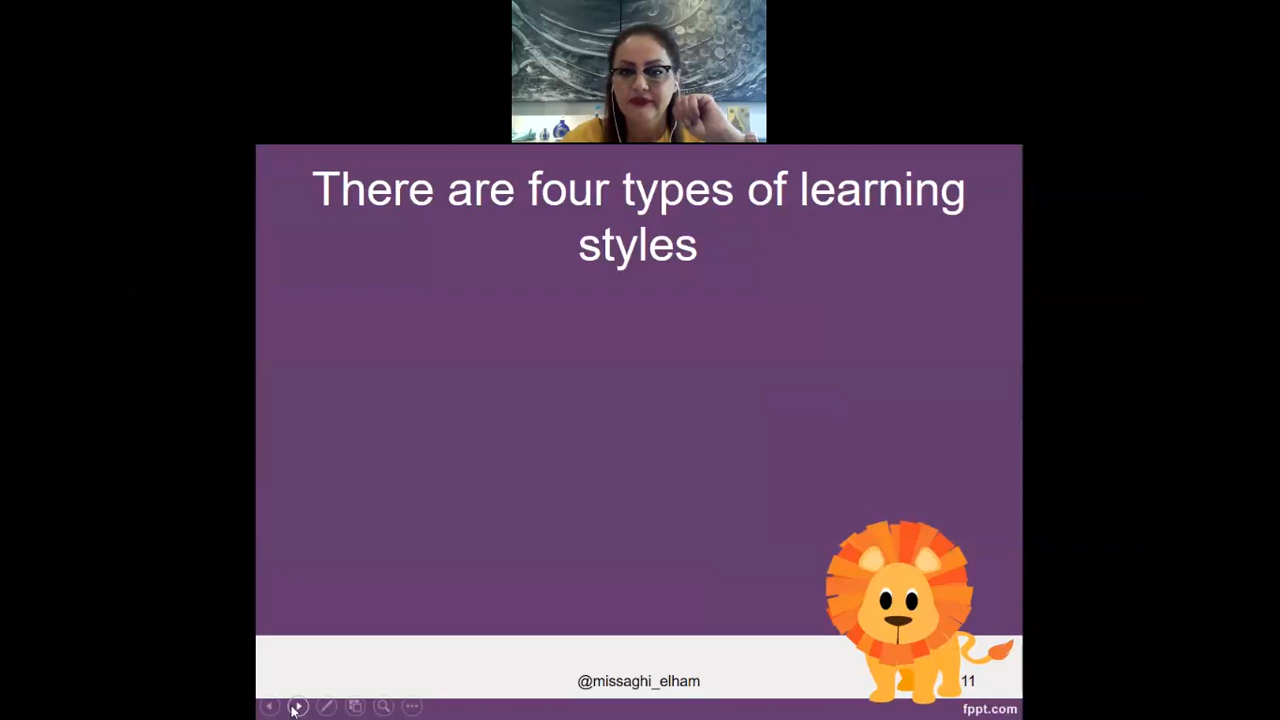 There are four types of learning
styles
@missaghi_elham
11
fppt.com